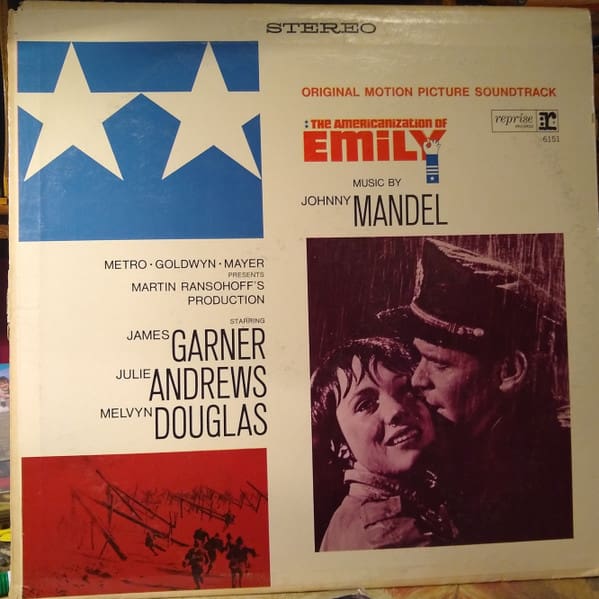 STEREO
ORIGINAL MOTION PICTURE SOUNDTRACK
THE AMERICANIZATION OF
EMILY
reprise
RECORDS
6151
MUSIC BY
JOHNNY MANDEL
METRO · GOLDWYN · MAYER
PRESENTS
MARTIN RANSOHOFF'S
PRODUCTION
STARRING
JAMES GARNER
JULIE ANDREWS
MELVYN DOUGLAS